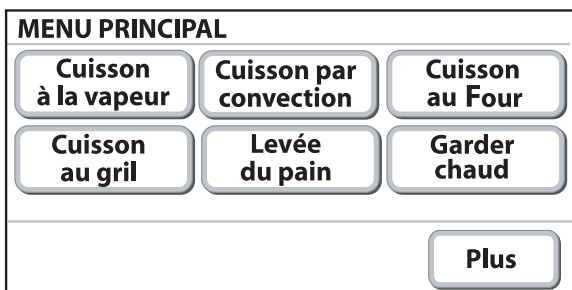 MENU PRINCIPAL
Cuisson
à la vapeur
Cuisson par
convection
Cuisson
au Four
Cuisson
au gril
Levée
du pain
Garder
chaud
Plus